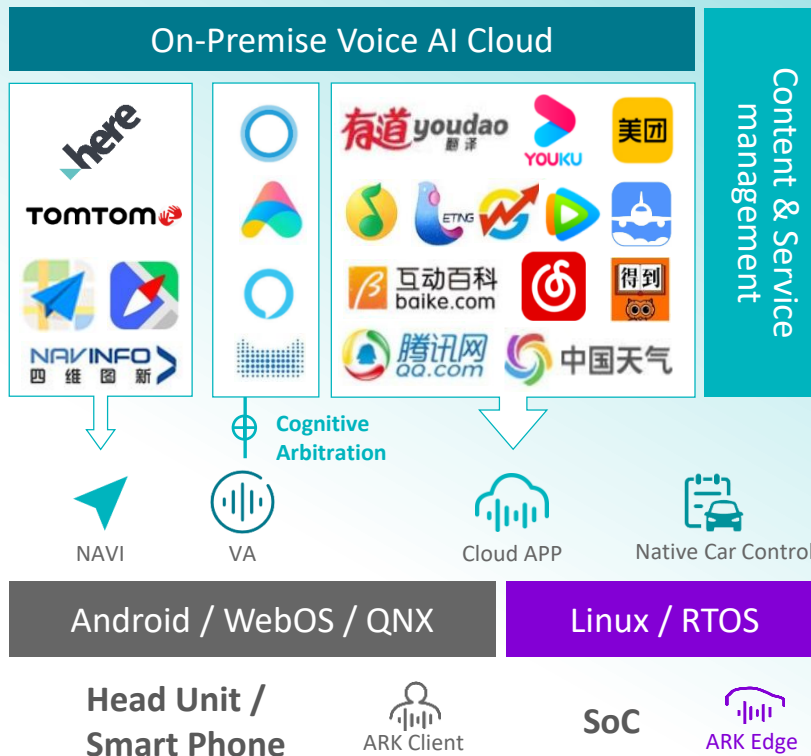 On-Premise Voice AI Cloud
Content & Service
management
here
TOMTOM
NAVINFO
四维图新
有道 youdao
翻译
YOUKU
美团
ETING
互动百科
baike.com
得到
腾讯网
QQ.com
中国天气
Cognitive
Arbitration
NAVI
VA
Cloud APP
Native Car Control
Android / WebOS / QNX
Linux / RTOS
Head Unit /
Smart Phone
ARK Client
SoC
ARK Edge